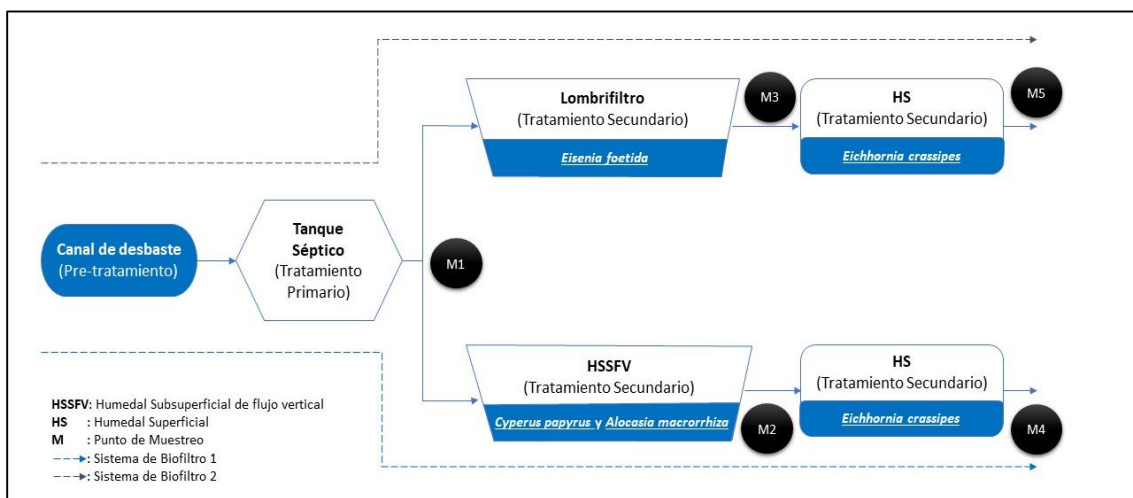 Lombrifiltro
(Tratamiento Secundario)
Eisenia foetida
M3
HS
(Tratamiento Secundario)
Eichhornia crassipes
M5
Canal de desbaste
(Pre-tratamiento)
Tanque
Séptico
(Tratamiento
Primario)
M1
HSSFV
(Tratamiento Secundario)
Cyperus papyrus y Alocasia macrorrhiza
M2
HS
(Tratamiento Secundario)
Eichhornia crassipes
M4
HSSFV: Humedal Subsuperficial de flujo vertical
HS : Humedal Superficial
M : Punto de Muestreo
: Sistema de Biofiltro 1
: Sistema de Biofiltro 2